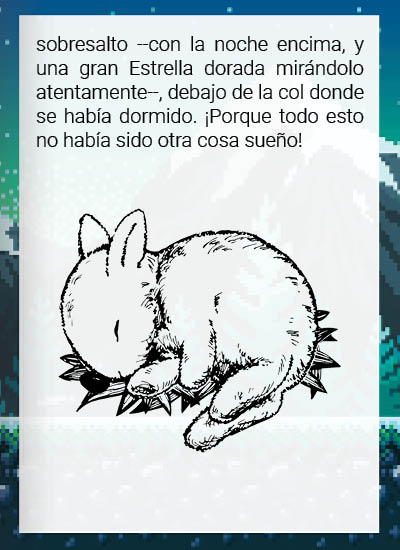 sobresalto --con la noche encima, y
una gran Estrella dorada mirándolo
atentamente--, debajo de la col donde
se había dormido. ¡Porque todo esto
no había sido otra cosa sueño!